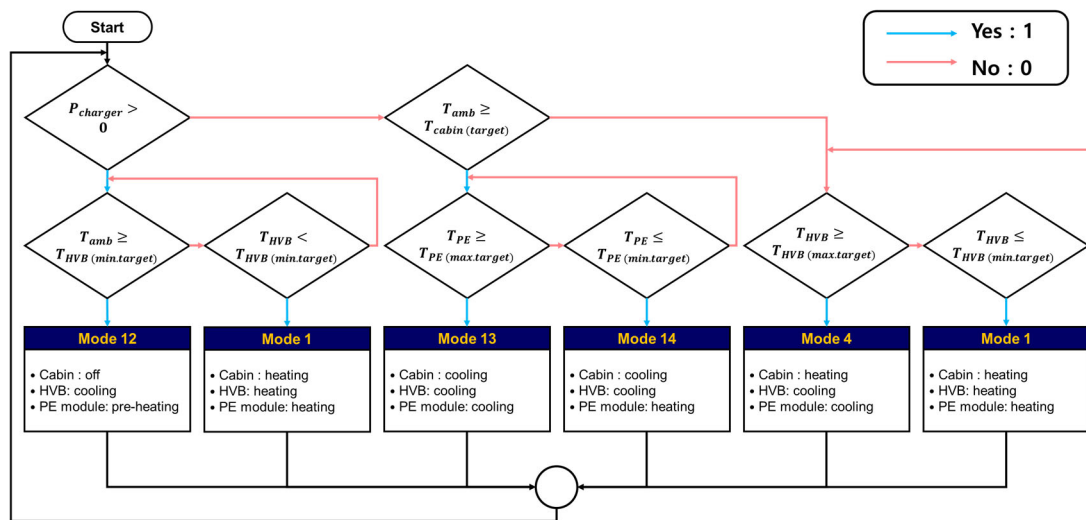 Start
Yes : 1
No : 0
P_charger >
0
T_amb ≥
T_cabin (target)
T_amb ≥
T_HVB (min.target)
T_HVB <
T_HVB (min.target)
T_PE ≥
T_PE (max.target)
T_PE ≤
T_PE (min.target)
T_HVB ≥
T_HVB (max.target)
T_HVB ≤
T_HVB (min.target)
Mode 12
• Cabin : off
• HVB: cooling
• PE module: pre-heating
Mode 1
• Cabin : heating
• HVB: heating
• PE module: heating
Mode 13
• Cabin : cooling
• HVB: cooling
• PE module: cooling
Mode 14
• Cabin : cooling
• HVB: cooling
• PE module: heating
Mode 4
• Cabin : heating
• HVB: cooling
• PE module: cooling
Mode 1
• Cabin : heating
• HVB: heating
• PE module: heating